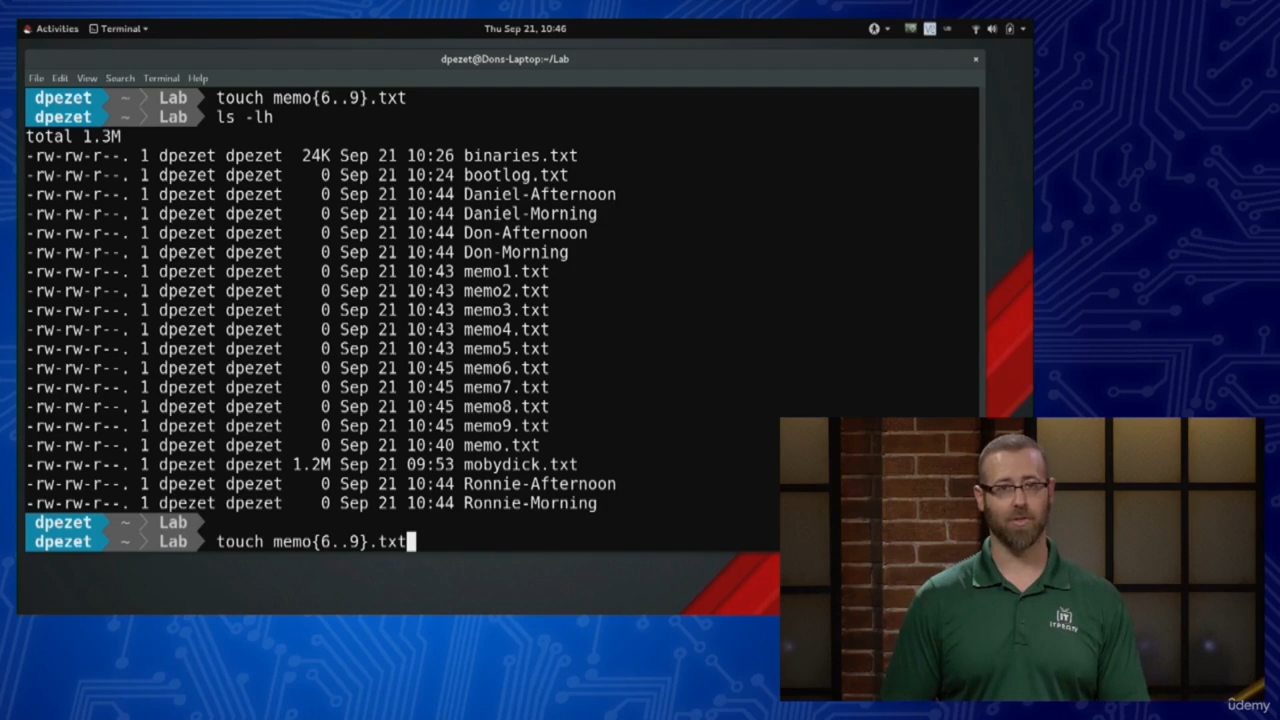 Activities Terminal Thu Sep 21, 10:46
dpezet@Dons-Laptop:~/Lab ×
File Edit View Search Terminal Help
dpezet ~ Lab touch memo{6..9}.txt
dpezet ~ Lab ls -lh
total 1.3M
-rw-rw-r--. 1 dpezet dpezet 24K Sep 21 10:26 binaries.txt
-rw-rw-r--. 1 dpezet dpezet 0 Sep 21 10:24 bootlog.txt
-rw-rw-r--. 1 dpezet dpezet 0 Sep 21 10:44 Daniel-Afternoon
-rw-rw-r--. 1 dpezet dpezet 0 Sep 21 10:44 Daniel-Morning
-rw-rw-r--. 1 dpezet dpezet 0 Sep 21 10:44 Don-Afternoon
-rw-rw-r--. 1 dpezet dpezet 0 Sep 21 10:44 Don-Morning
-rw-rw-r--. 1 dpezet dpezet 0 Sep 21 10:43 memo1.txt
-rw-rw-r--. 1 dpezet dpezet 0 Sep 21 10:43 memo2.txt
-rw-rw-r--. 1 dpezet dpezet 0 Sep 21 10:43 memo3.txt
-rw-rw-r--. 1 dpezet dpezet 0 Sep 21 10:43 memo4.txt
-rw-rw-r--. 1 dpezet dpezet 0 Sep 21 10:43 memo5.txt
-rw-rw-r--. 1 dpezet dpezet 0 Sep 21 10:45 memo6.txt
-rw-rw-r--. 1 dpezet dpezet 0 Sep 21 10:45 memo7.txt
-rw-rw-r--. 1 dpezet dpezet 0 Sep 21 10:45 memo8.txt
-rw-rw-r--. 1 dpezet dpezet 0 Sep 21 10:45 memo9.txt
-rw-rw-r--. 1 dpezet dpezet 0 Sep 21 10:40 memo.txt
-rw-rw-r--. 1 dpezet dpezet 1.2M Sep 21 09:53 mobydick.txt
-rw-rw-r--. 1 dpezet dpezet 0 Sep 21 10:44 Ronnie-Afternoon
-rw-rw-r--. 1 dpezet dpezet 0 Sep 21 10:44 Ronnie-Morning
dpezet ~ Lab
dpezet ~ Lab touch memo{6..9}.txt
IT
ITPROTV
udemy